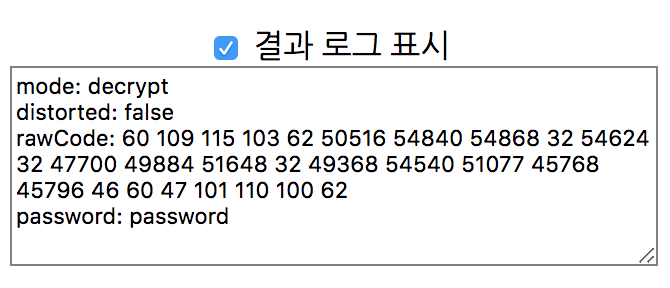 결과 로그 표시
mode: decrypt
distorted: false
rawCode: 60 109 115 103 62 50516 54840 54868 32 54624
32 47700 49884 51648 32 49368 54540 51077 45768
45796 46 60 47 101 110 100 62
password: password